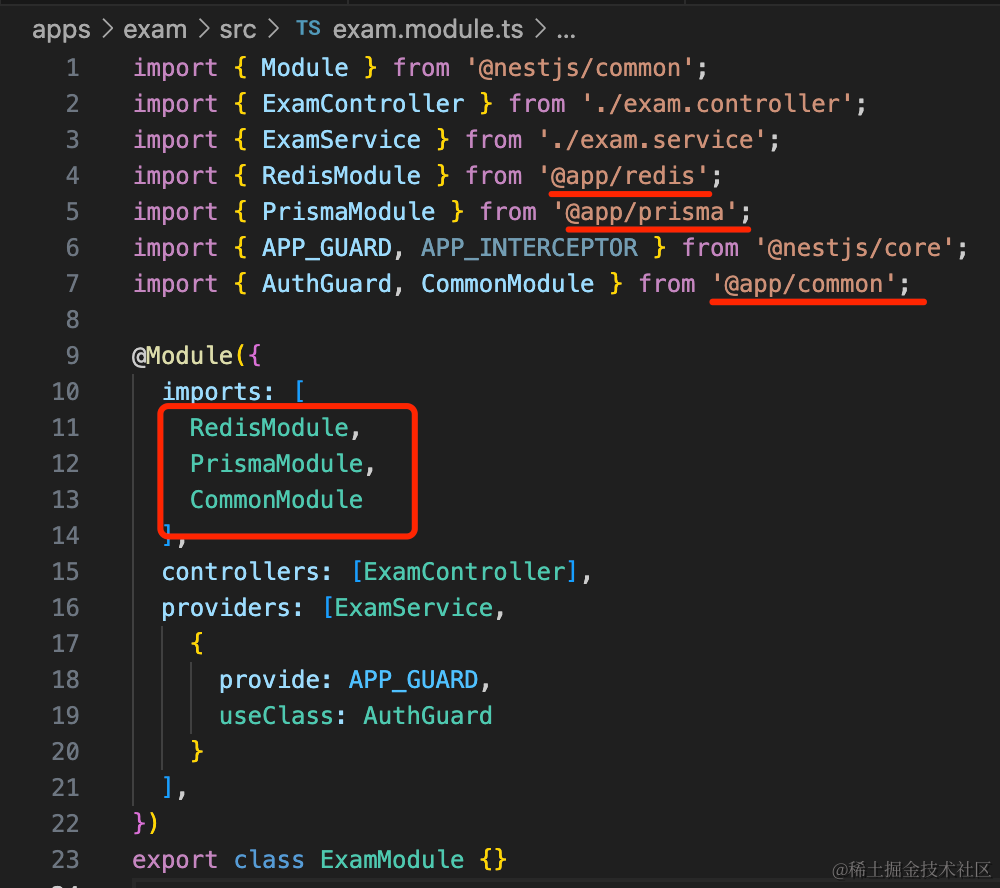 apps > exam > src > TS exam.module.ts > ...
1 import { Module } from '@nestjs/common';
2 import { ExamController } from './exam.controller';
3 import { ExamService } from './exam.service';
4 import { RedisModule } from '@app/redis';
5 import { PrismaModule } from '@app/prisma';
6 import { APP_GUARD, APP_INTERCEPTOR } from '@nestjs/core';
7 import { AuthGuard, CommonModule } from '@app/common';
8
9 @Module({
10   imports: [
11     RedisModule,
12     PrismaModule,
13     CommonModule
14   ],
15   controllers: [ExamController],
16   providers: [ExamService,
17     {
18       provide: APP_GUARD,
19       useClass: AuthGuard
20     }
21   ],
22 })
23 export class ExamModule {}
@稀土掘金技术社区